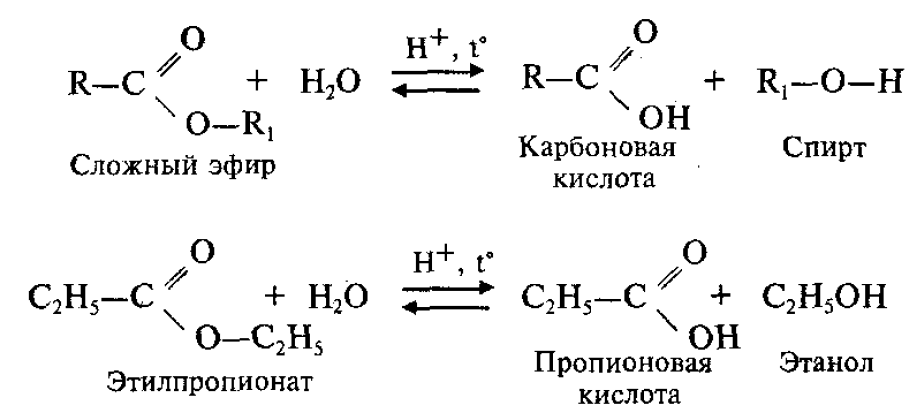 O O
R—C + H₂O H⁺, t° R—C + R₁—O—H
O—R₁ OH
Сложный эфир Карбоновая Спирт
кислота
O O
C₂H₅—C + H₂O H⁺, t° C₂H₅—C + C₂H₅OH
O—C₂H₅ OH
Этилпропионат Пропионовая Этанол
кислота